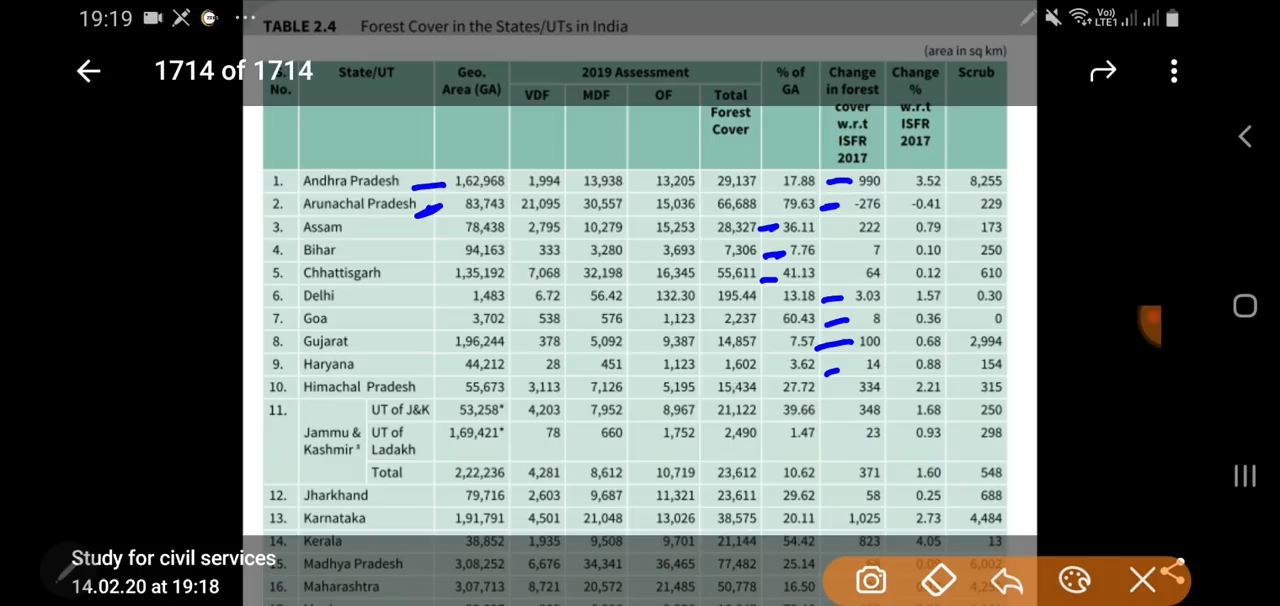 19:19 Vo)) LTE1
TABLE 2.4 Forest Cover in the States/UTs in India
(area in sq km)
1714 of 1714
No. State/UT Geo. Area (GA) 2019 Assessment % of GA Change in forest cover w.r.t ISFR 2017 Change % w.r.t ISFR 2017 Scrub
VDF MDF OF Total Forest Cover
1. Andhra Pradesh 1,62,968 1,994 13,938 13,205 29,137 17.88 990 3.52 8,255
2. Arunachal Pradesh 83,743 21,095 30,557 15,036 66,688 79.63 -276 -0.41 229
3. Assam 78,438 2,795 10,279 15,253 28,327 36.11 222 0.79 173
4. Bihar 94,163 333 3,280 3,693 7,306 7.76 7 0.10 250
5. Chhattisgarh 1,35,192 7,068 32,198 16,345 55,611 41.13 64 0.12 610
6. Delhi 1,483 6.72 56.42 132.30 195.44 13.18 3.03 1.57 0.30
7. Goa 3,702 538 576 1,123 2,237 60.43 8 0.36 0
8. Gujarat 1,96,244 378 5,092 9,387 14,857 7.57 100 0.68 2,994
9. Haryana 44,212 28 451 1,123 1,602 3.62 14 0.88 154
10. Himachal Pradesh 55,673 3,113 7,126 5,195 15,434 27.72 334 2.21 315
11. Jammu & Kashmir UT of J&K 53,258* 4,203 7,952 8,967 21,122 39.66 348 1.68 250
UT of Ladakh 1,69,421* 78 660 1,752 2,490 1.47 23 0.93 298
Total 2,22,236 4,281 8,612 10,719 23,612 10.62 371 1.60 548
12. Jharkhand 79,716 2,603 9,687 11,321 23,611 29.62 58 0.25 688
13. Karnataka 1,91,791 4,501 21,048 13,026 38,575 20.11 1,025 2.73 4,484
14. Kerala 38,852 1,935 9,508 9,701 21,144 54.42 823 4.05 13
Madhya Pradesh 3,08,252 6,676 34,341 36,465 77,482 25.14
16. Maharashtra 3,07,713 8,721 20,572 21,485 50,778 16.50
Study for civil services
14.02.20 at 19:18